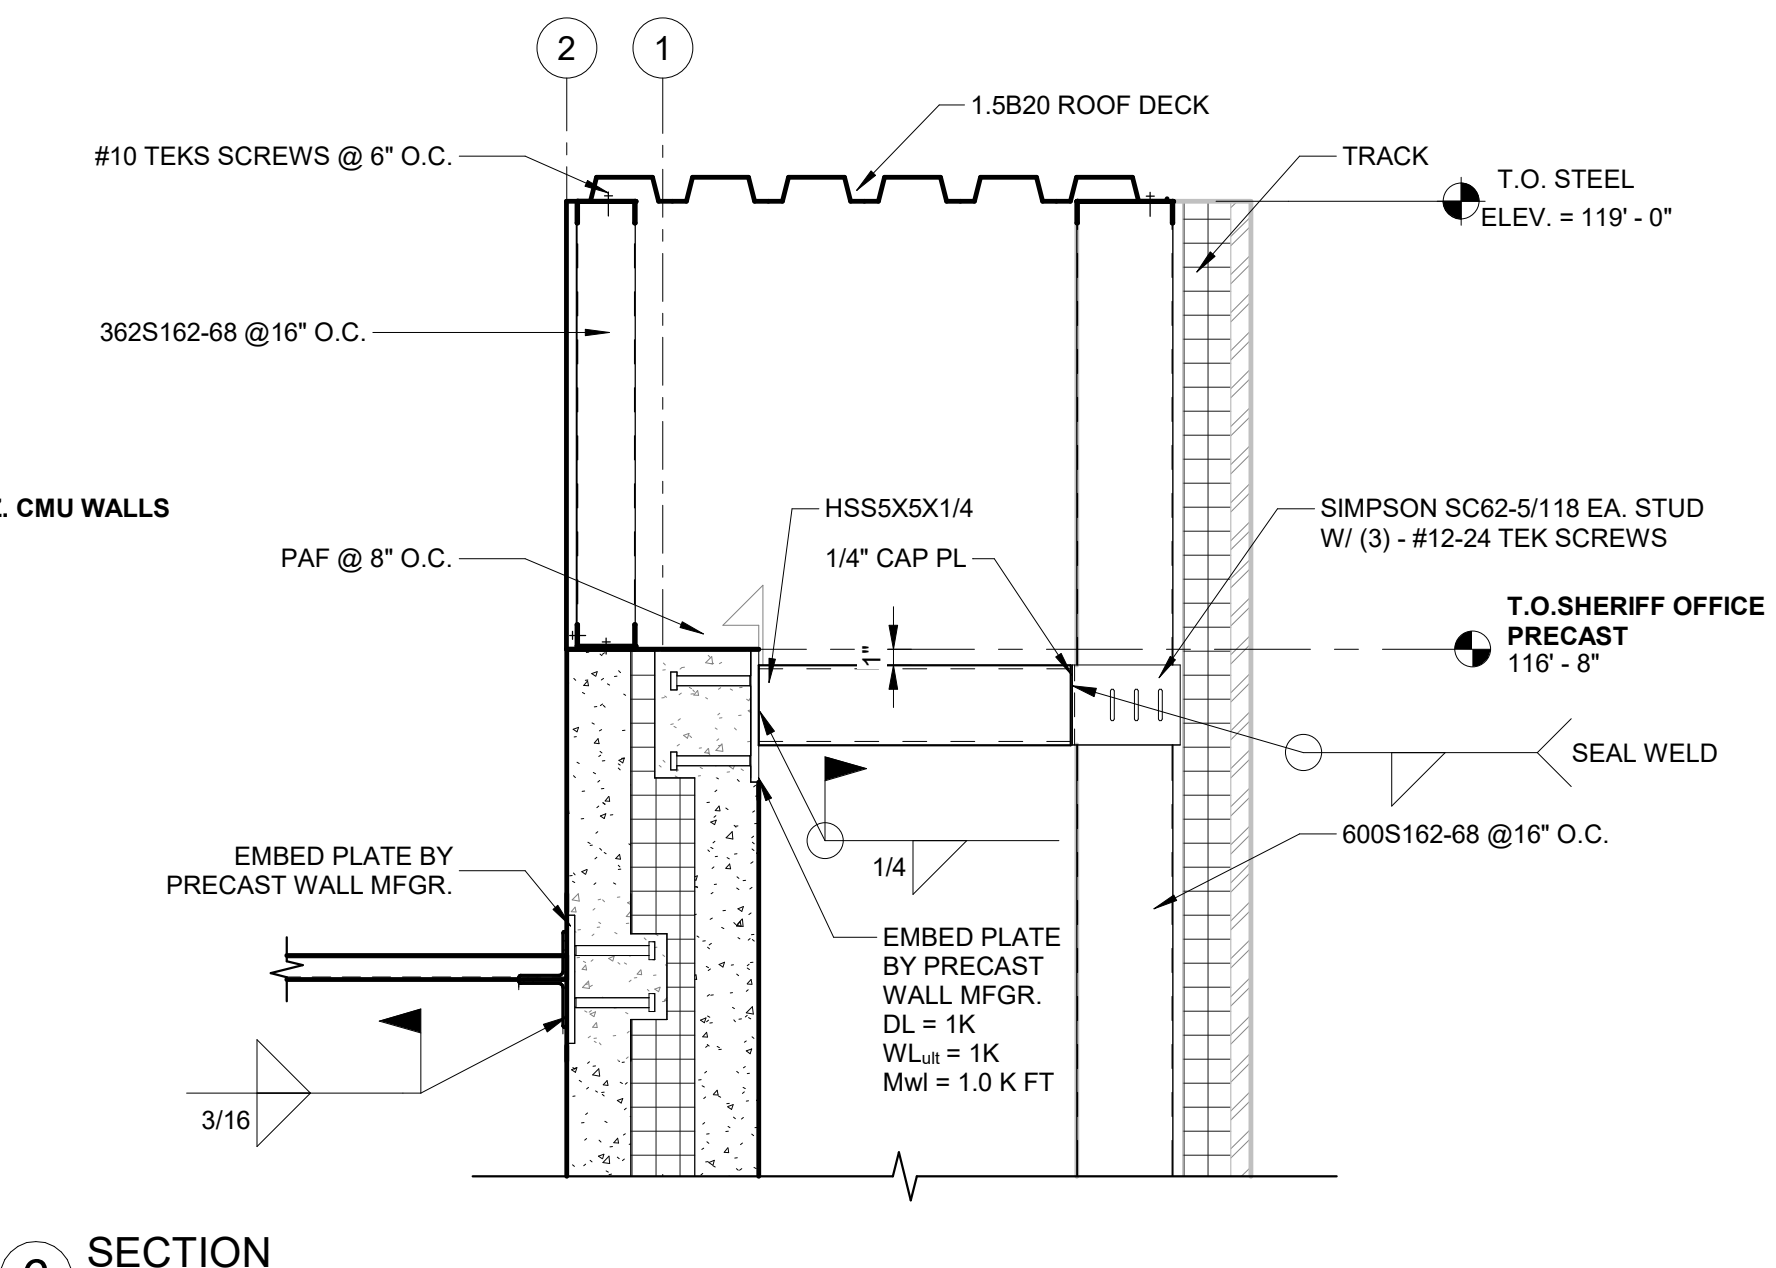 2 1
1.5B20 ROOF DECK
#10 TEKS SCREWS @ 6" O.C.
TRACK
T.O. STEEL
ELEV. = 119' - 0"
362S162-68 @16" O.C.
CMU WALLS
HSS5X5X1/4
SIMPSON SC62-5/118 EA. STUD
W/ (3) - #12-24 TEK SCREWS
PAF @ 8" O.C.
1/4" CAP PL
T.O.SHERIFF OFFICE
PRECAST
116' - 8"
1"
SEAL WELD
600S162-68 @16" O.C.
EMBED PLATE BY
PRECAST WALL MFGR.
1/4
EMBED PLATE
BY PRECAST
WALL MFGR.
DL = 1K
WLult = 1K
Mwl = 1.0 K FT
3/16
SECTION